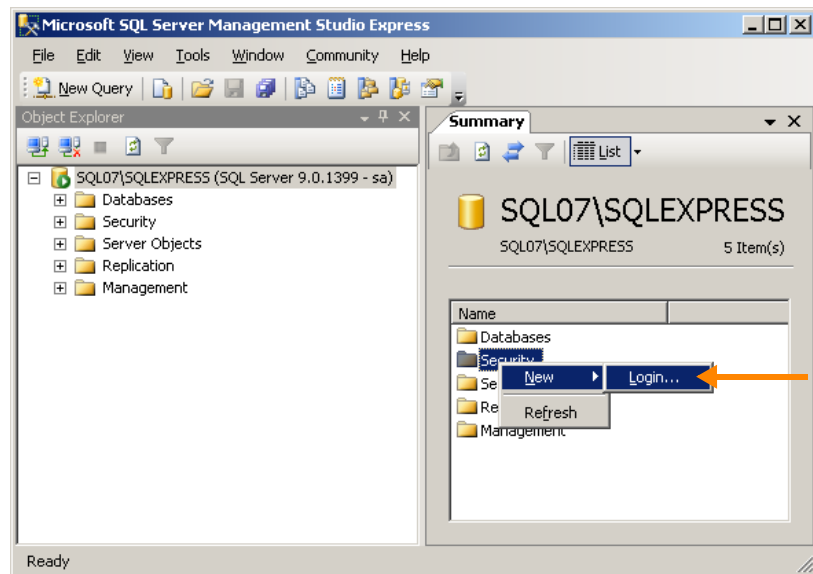 Microsoft SQL Server Management Studio Express
File Edit View Tools Window Community Help
New Query
Object Explorer
SQL07\SQLEXPRESS (SQL Server 9.0.1399 - sa)
Databases
Security
Server Objects
Replication
Management
Summary
List
SQL07\SQLEXPRESS
SQL07\SQLEXPRESS 5 Item(s)
Name
Databases
Security
Se
Re
Management
New
Refresh
Login...
Ready